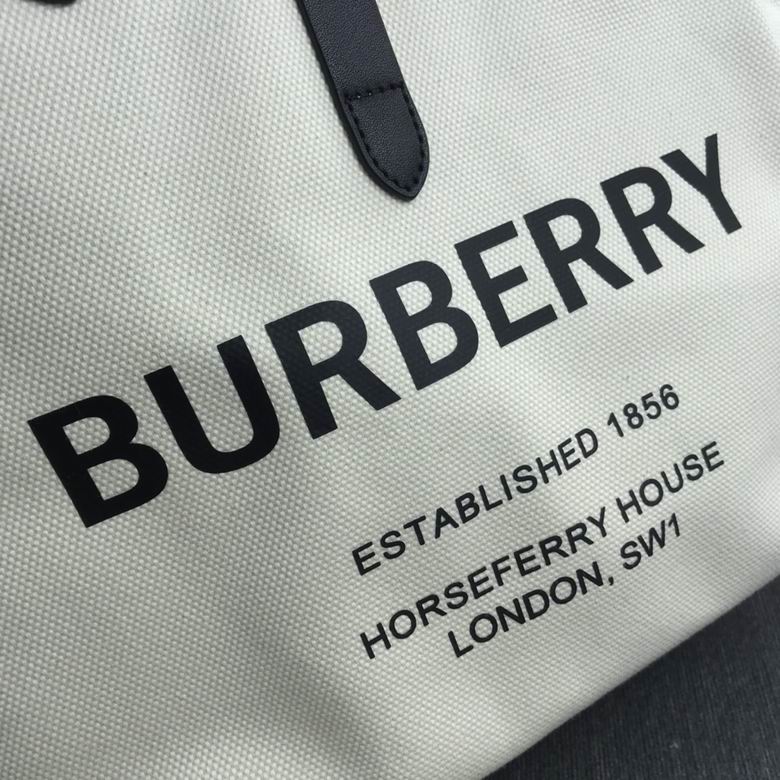 BURBERRY
ESTABLISHED 1856
HORSEFERRY HOUSE
LONDON, SW1